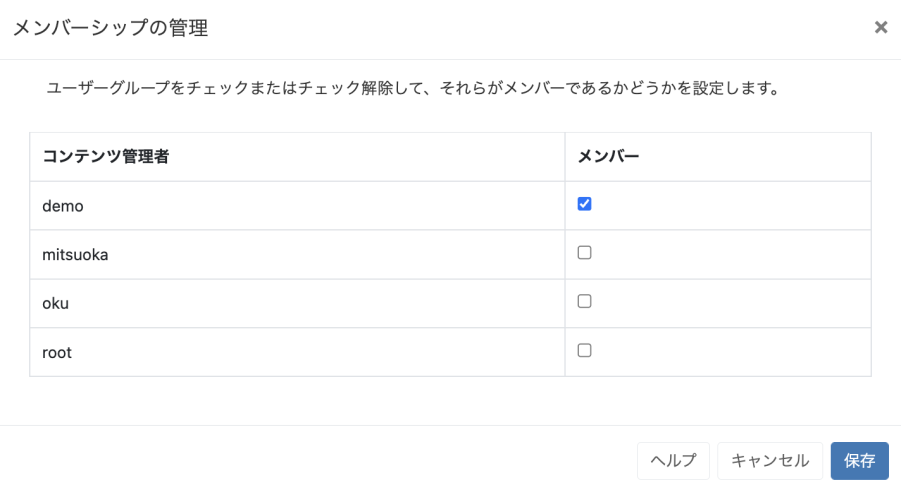 メンバーシップの管理
ユーザーグループをチェックまたはチェック解除して、それらがメンバーであるかどうかを設定します。
コンテンツ管理者 メンバー
demo
mitsuoka
oku
root
ヘルプ キャンセル 保存